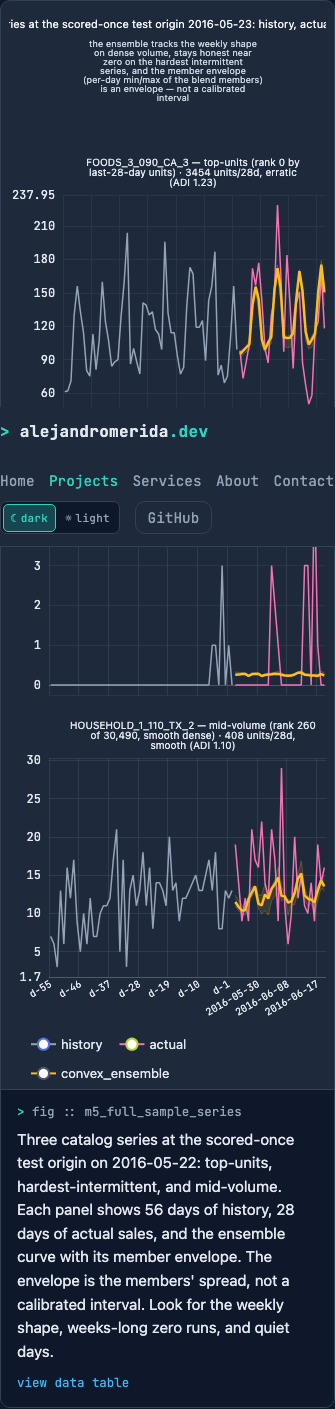 ies at the scored-once test origin 2016-05-23: history, actua
the ensemble tracks the weekly shape
on dense volume, stays honest near
zero on the hardest intermittent
series, and the member envelope
(per-day min/max of the blend members)
is an envelope — not a calibrated
interval
FOODS_3_090_CA_3 — top-units (rank 0 by
last-28-day units) · 3454 units/28d, erratic
(ADI 1.23)
237.95
210
180
150
120
90
60
> alejandromerida.dev
Home Projects Services About Contact
dark light GitHub
3
2
1
0
HOUSEHOLD_1_110_TX_2 — mid-volume (rank 260
of 30,490, smooth dense) · 408 units/28d,
smooth (ADI 1.10)
30
25
20
15
10
5
1.7
d-55 d-46 d-37 d-28 d-19 d-10 d-1 2016-05-30 2016-06-08 2016-06-17
history actual
convex_ensemble
> fig :: m5_full_sample_series
Three catalog series at the scored-once
test origin on 2016-05-22: top-units,
hardest-intermittent, and mid-volume.
Each panel shows 56 days of history, 28
days of actual sales, and the ensemble
curve with its member envelope. The
envelope is the members' spread, not a
calibrated interval. Look for the weekly
shape, weeks-long zero runs, and quiet
days.
view data table